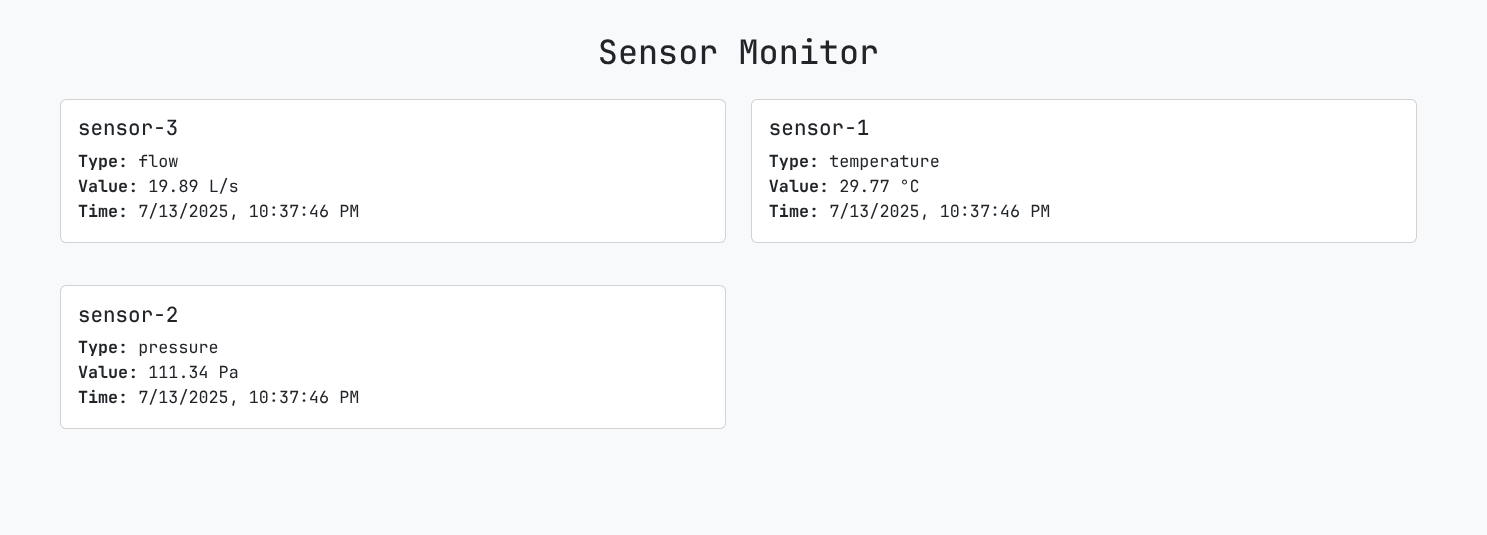 Sensor Monitor
sensor-3
Type: flow
Value: 19.89 L/s
Time: 7/13/2025, 10:37:46 PM
sensor-1
Type: temperature
Value: 29.77 °C
Time: 7/13/2025, 10:37:46 PM
sensor-2
Type: pressure
Value: 111.34 Pa
Time: 7/13/2025, 10:37:46 PM